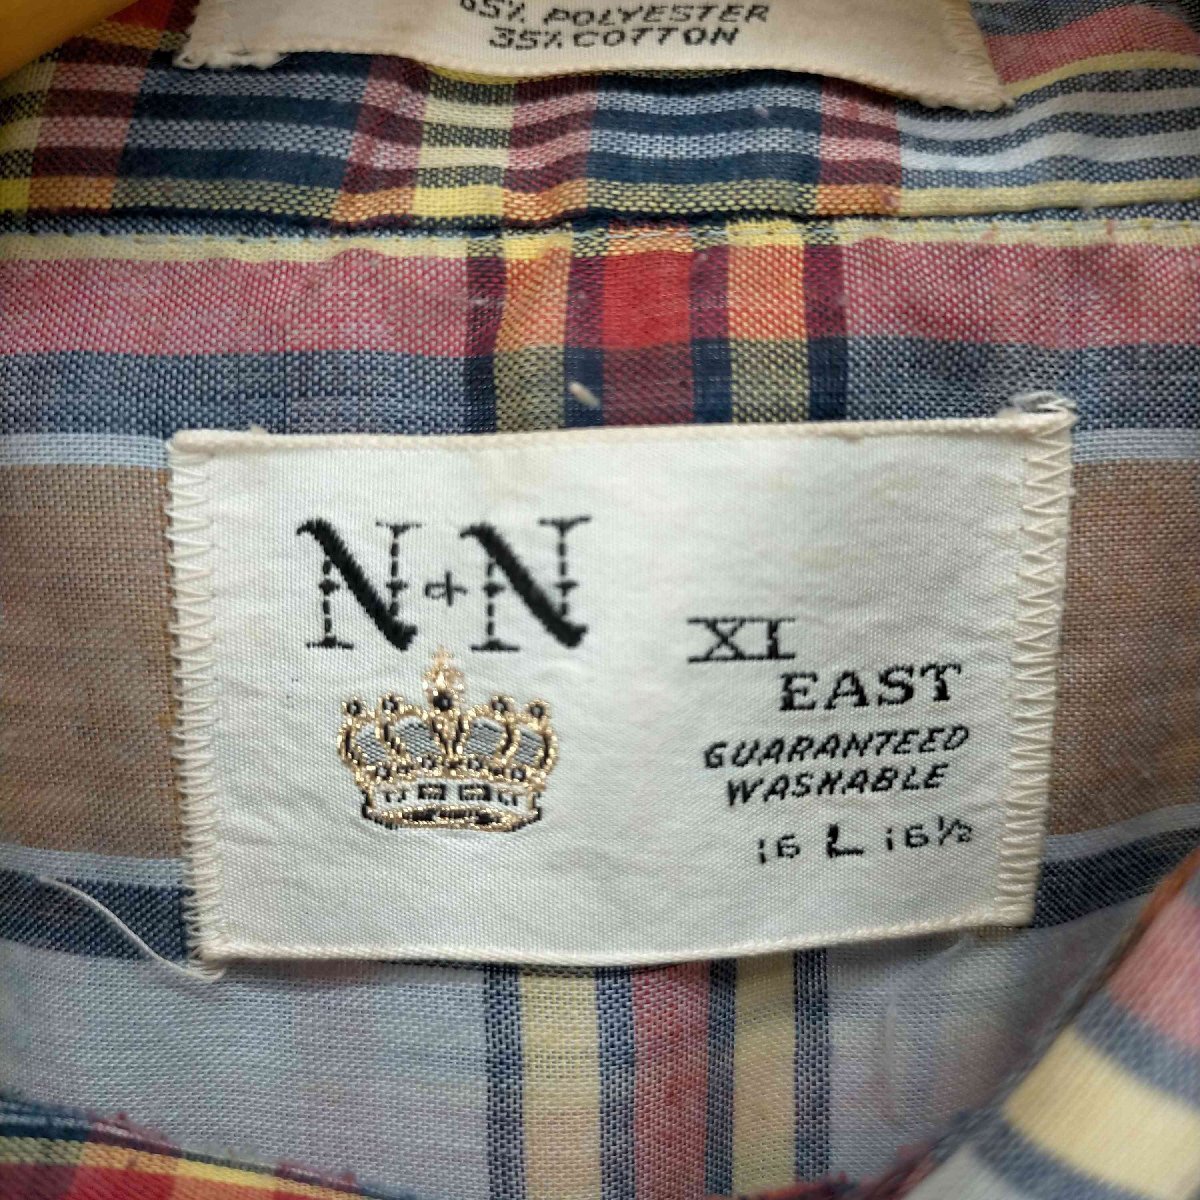 65% POLYESTER
35% COTTON
N+N
XI
EAST
GUARANTEED
WASHABLE
16 L 16½